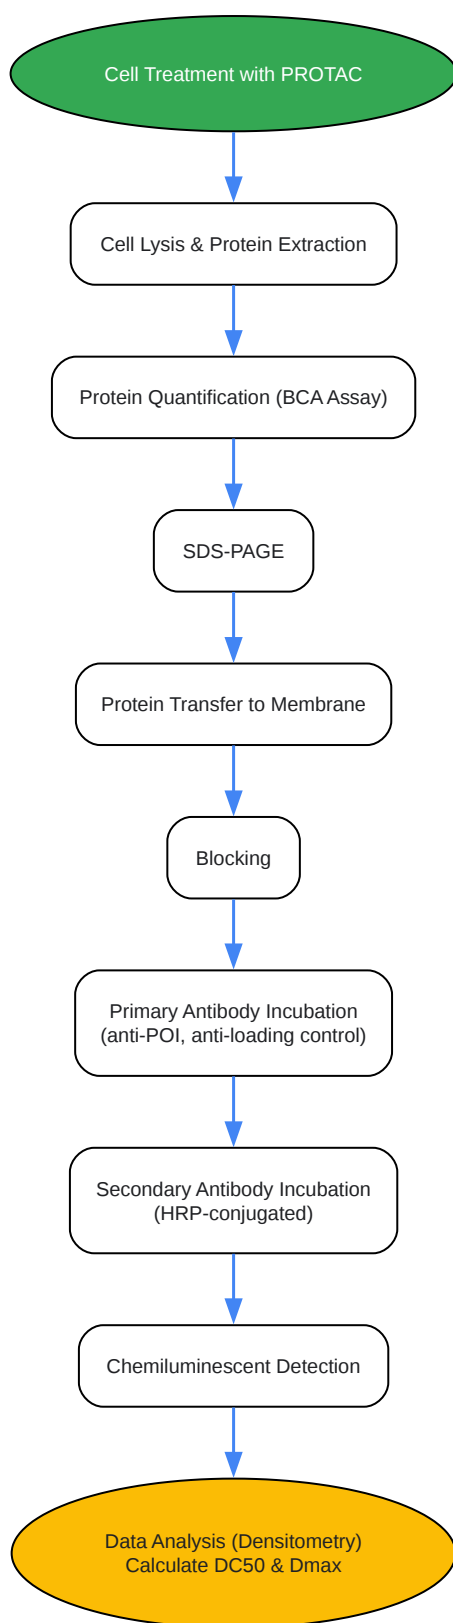 Cell Treatment with PROTAC
Cell Lysis & Protein Extraction
Protein Quantification (BCA Assay)
SDS-PAGE
Protein Transfer to Membrane
Blocking
Primary Antibody Incubation
(anti-POI, anti-loading control)
Secondary Antibody Incubation
(HRP-conjugated)
Chemiluminescent Detection
Data Analysis (Densitometry)
Calculate DC50 & Dmax